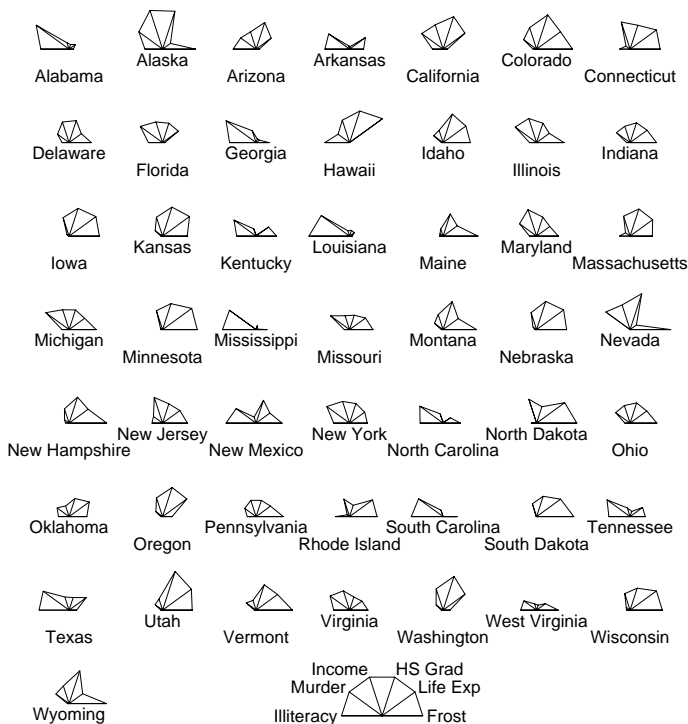 Alabama
Alaska
Arizona
Arkansas
California
Colorado
Connecticut
Delaware
Florida
Georgia
Hawaii
Idaho
Illinois
Indiana
Iowa
Kansas
Kentucky
Louisiana
Maine
Maryland
Massachusetts
Michigan
Minnesota
Mississippi
Missouri
Montana
Nebraska
Nevada
New Hampshire
New Jersey
New Mexico
New York
North Carolina
North Dakota
Ohio
Oklahoma
Oregon
Pennsylvania
Rhode Island
South Carolina
South Dakota
Tennessee
Texas
Utah
Vermont
Virginia
Washington
West Virginia
Wisconsin
Wyoming
Income
HS Grad
Murder
Life Exp
Illiteracy
Frost